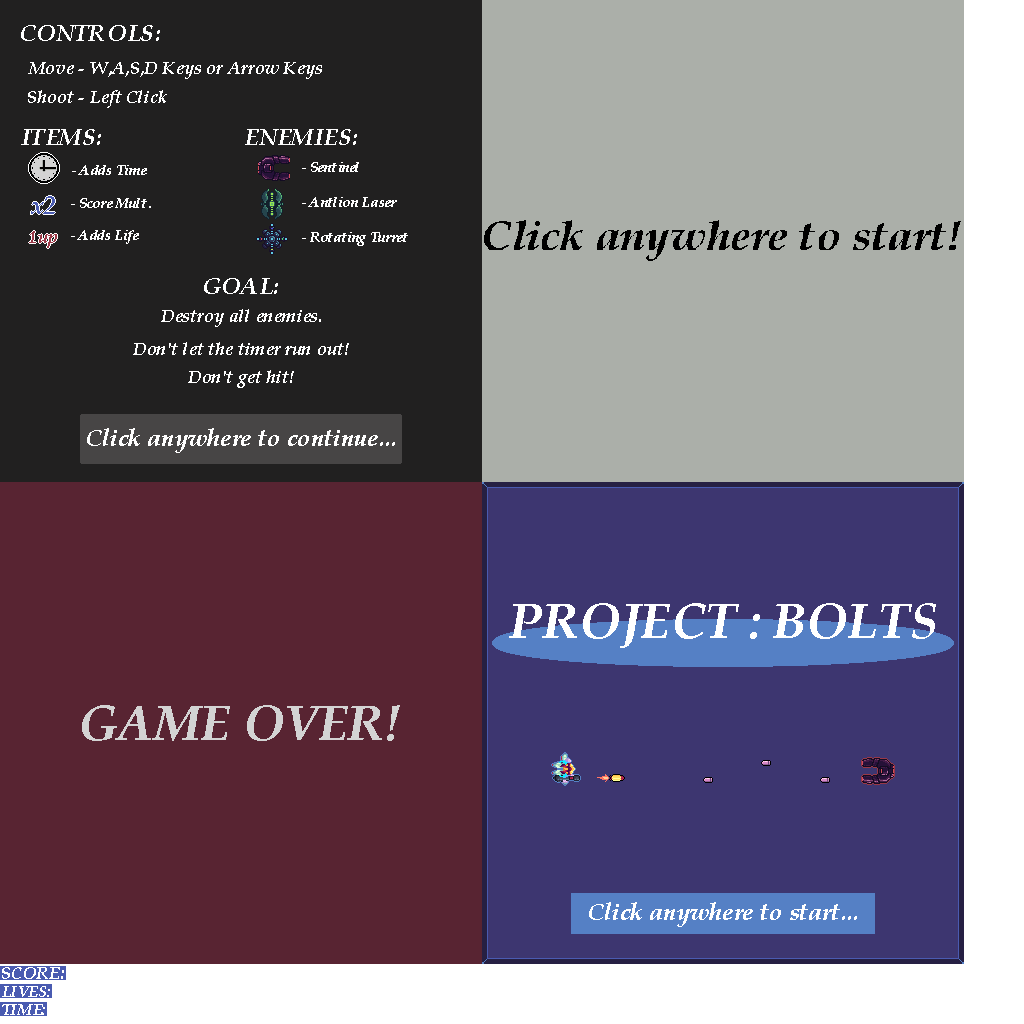 CONTROLS:
Move - W,A,S,D Keys or Arrow Keys
Shoot - Left Click
ITEMS:
- Adds Time
x2 - Score Mult.
1up - Adds Life
ENEMIES:
- Sentinel
- Antlion Laser
- Rotating Turret
GOAL:
Destroy all enemies.
Don't let the timer run out!
Don't get hit!
Click anywhere to continue...
Click anywhere to start!
GAME OVER!
PROJECT : BOLTS
Click anywhere to start...
SCORE:
LIVES:
TIME: